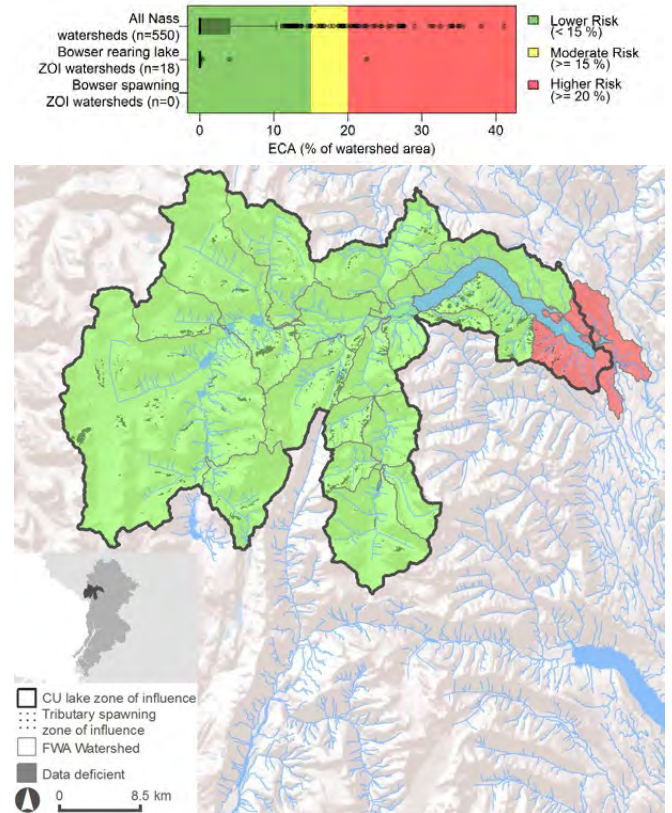 All Nass
watersheds (n=550)
Bowser rearing lake
ZOI watersheds (n=18)
Bowser spawning
ZOI watersheds (n=0)
0 10 20 30 40
ECA (% of watershed area)
Lower Risk
(< 15 %)
Moderate Risk
(>= 15 %)
Higher Risk
(>= 20 %)
CU lake zone of influence
Tributary spawning
zone of influence
FWA Watershed
Data deficient
0 8.5 km